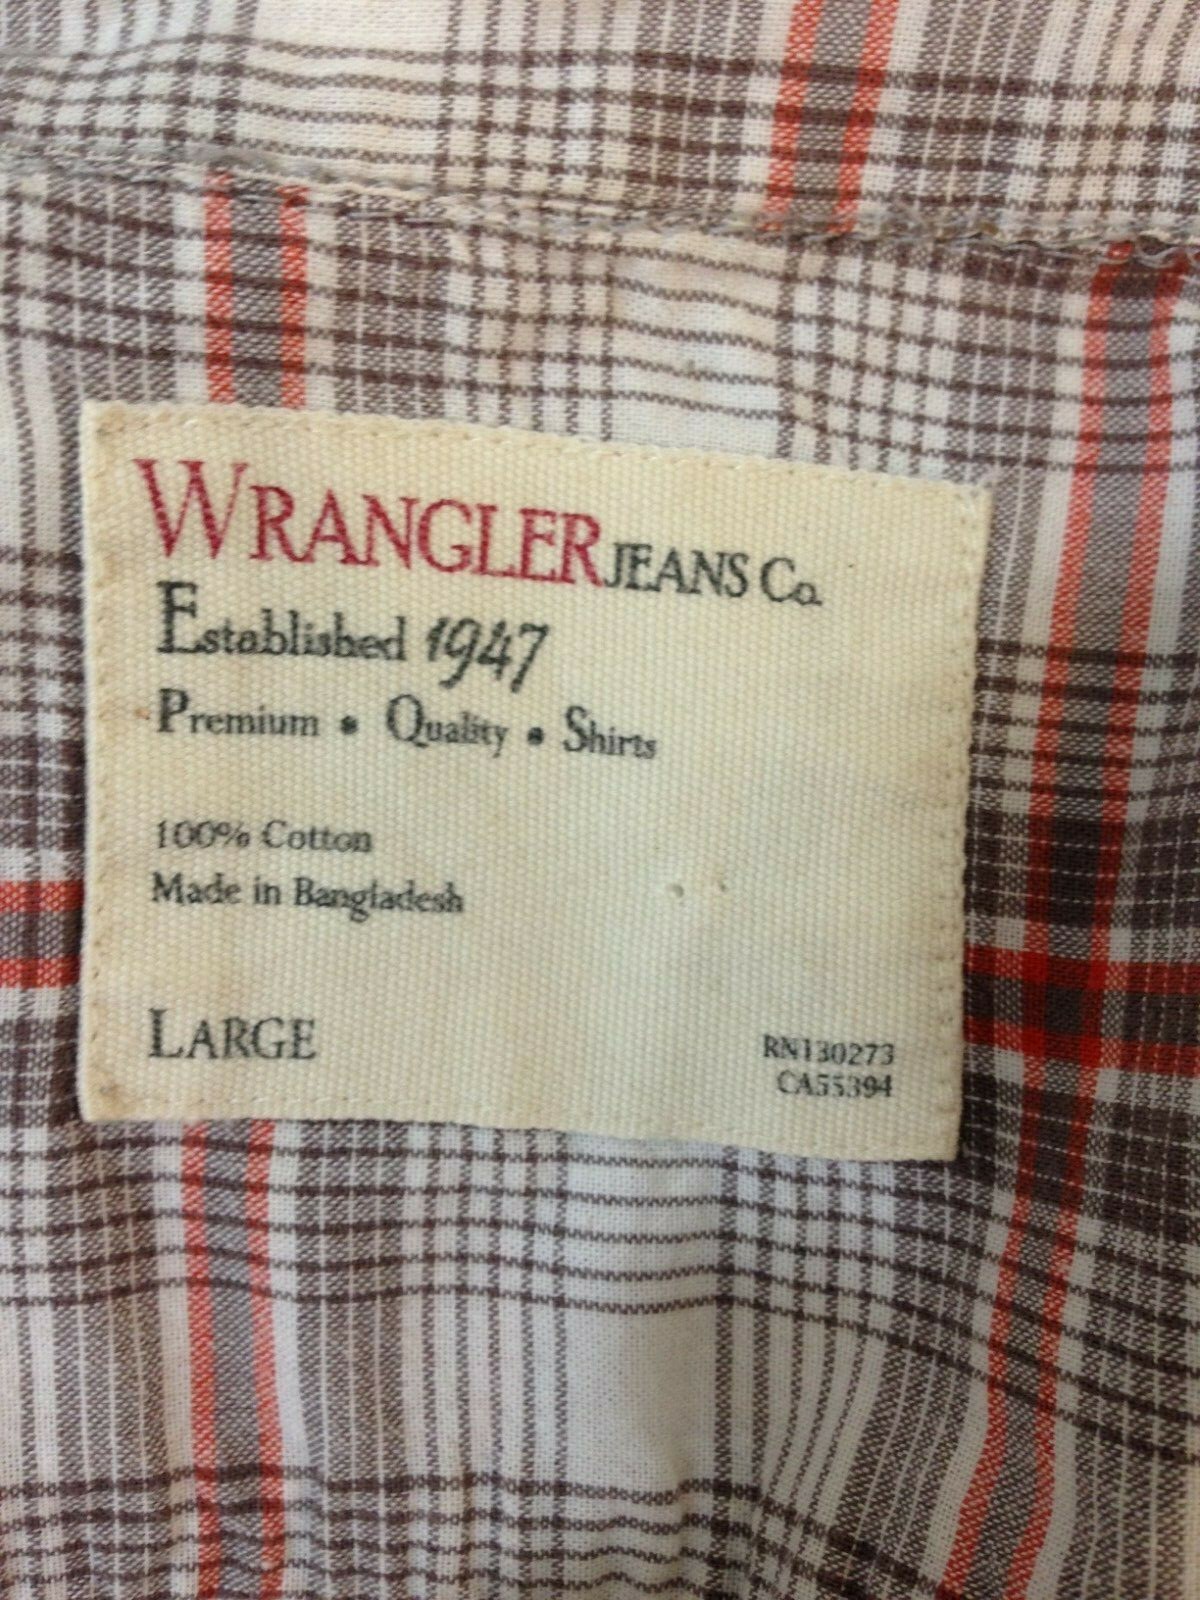 WRANGLER JEANS Co.
Established 1947
Premium • Quality • Shirts
100% Cotton
Made in Bangladesh
LARGE
RN130273
CA55394